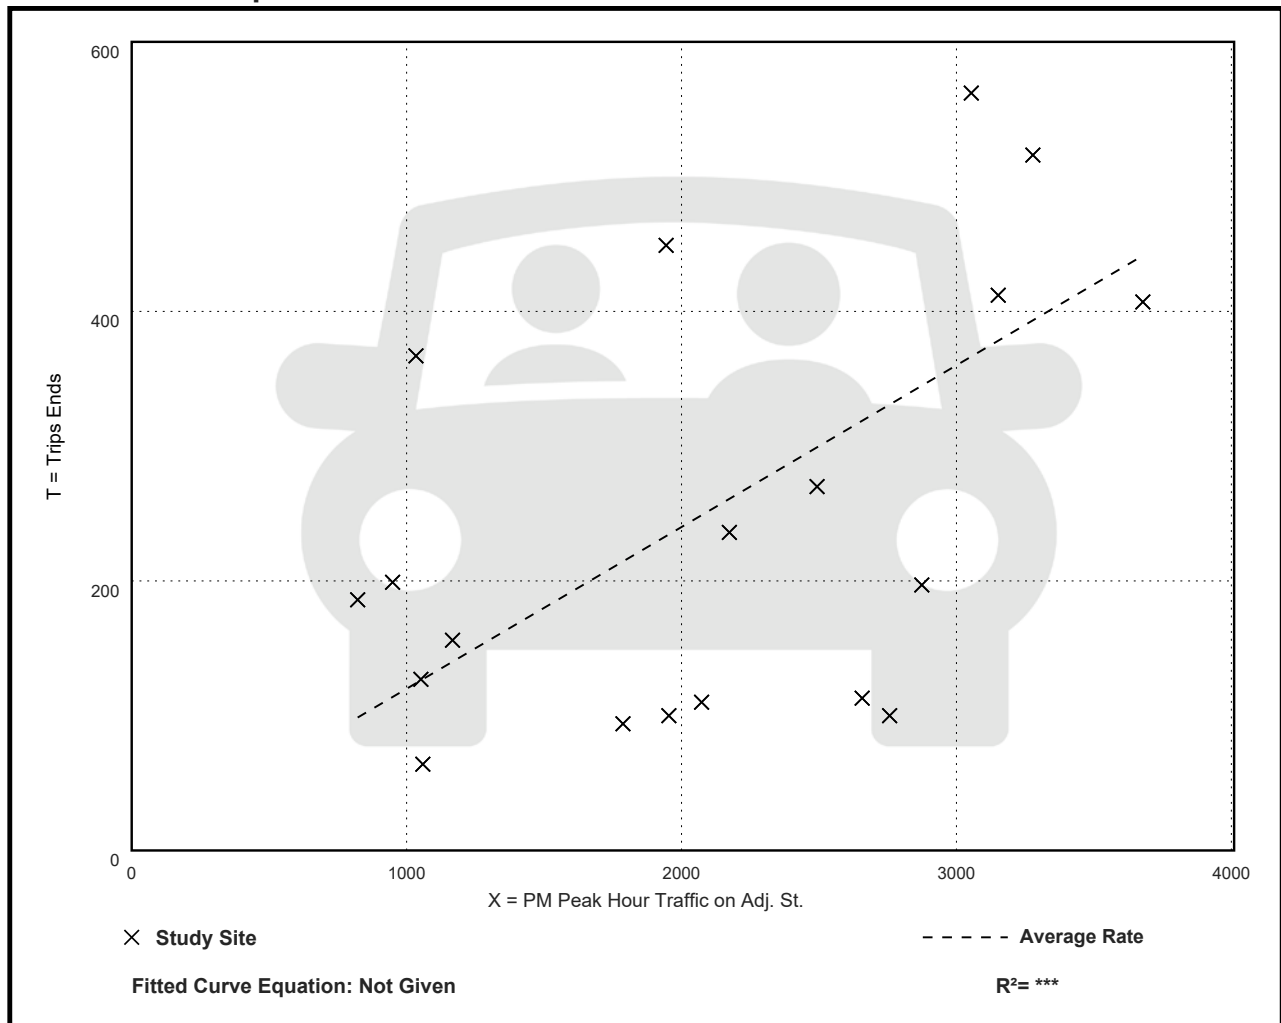 600
400
200
0
T = Trips Ends
0 1000 2000 3000 4000
X = PM Peak Hour Traffic on Adj. St.
Study Site
Average Rate
Fitted Curve Equation: Not Given
R²= ***